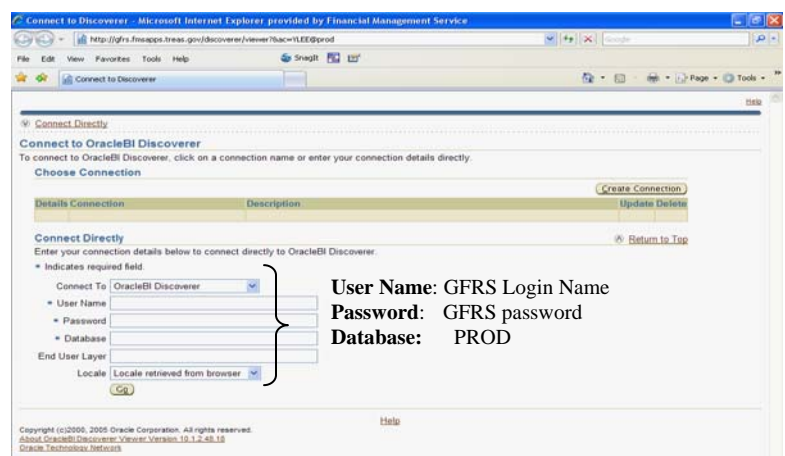 Connect to Discoverer - Microsoft Internet Explorer provided by Financial Management Service
http://gfrs.fmsapps.treas.gov/discoverer/viewer?&ac=YLEE@prod
Google
File Edit View Favorites Tools Help SnagIt
Connect to Discoverer Page Tools
Help
Connect Directly
Connect to OracleBI Discoverer
To connect to OracleBI Discoverer, click on a connection name or enter your connection details directly.
Choose Connection
Create Connection
Details Connection Description Update Delete
Connect Directly Return to Top
Enter your connection details below to connect directly to OracleBI Discoverer.
* Indicates required field
Connect To OracleBI Discoverer
* User Name
* Password
* Database
End User Layer
Locale Locale retrieved from browser
Go
User Name: GFRS Login Name
Password: GFRS password
Database: PROD
Help
Copyright (c)2000, 2005 Oracle Corporation. All rights reserved.
About OracleBI Discoverer Viewer Version 10.1.2.48.18
Oracle Technology Network